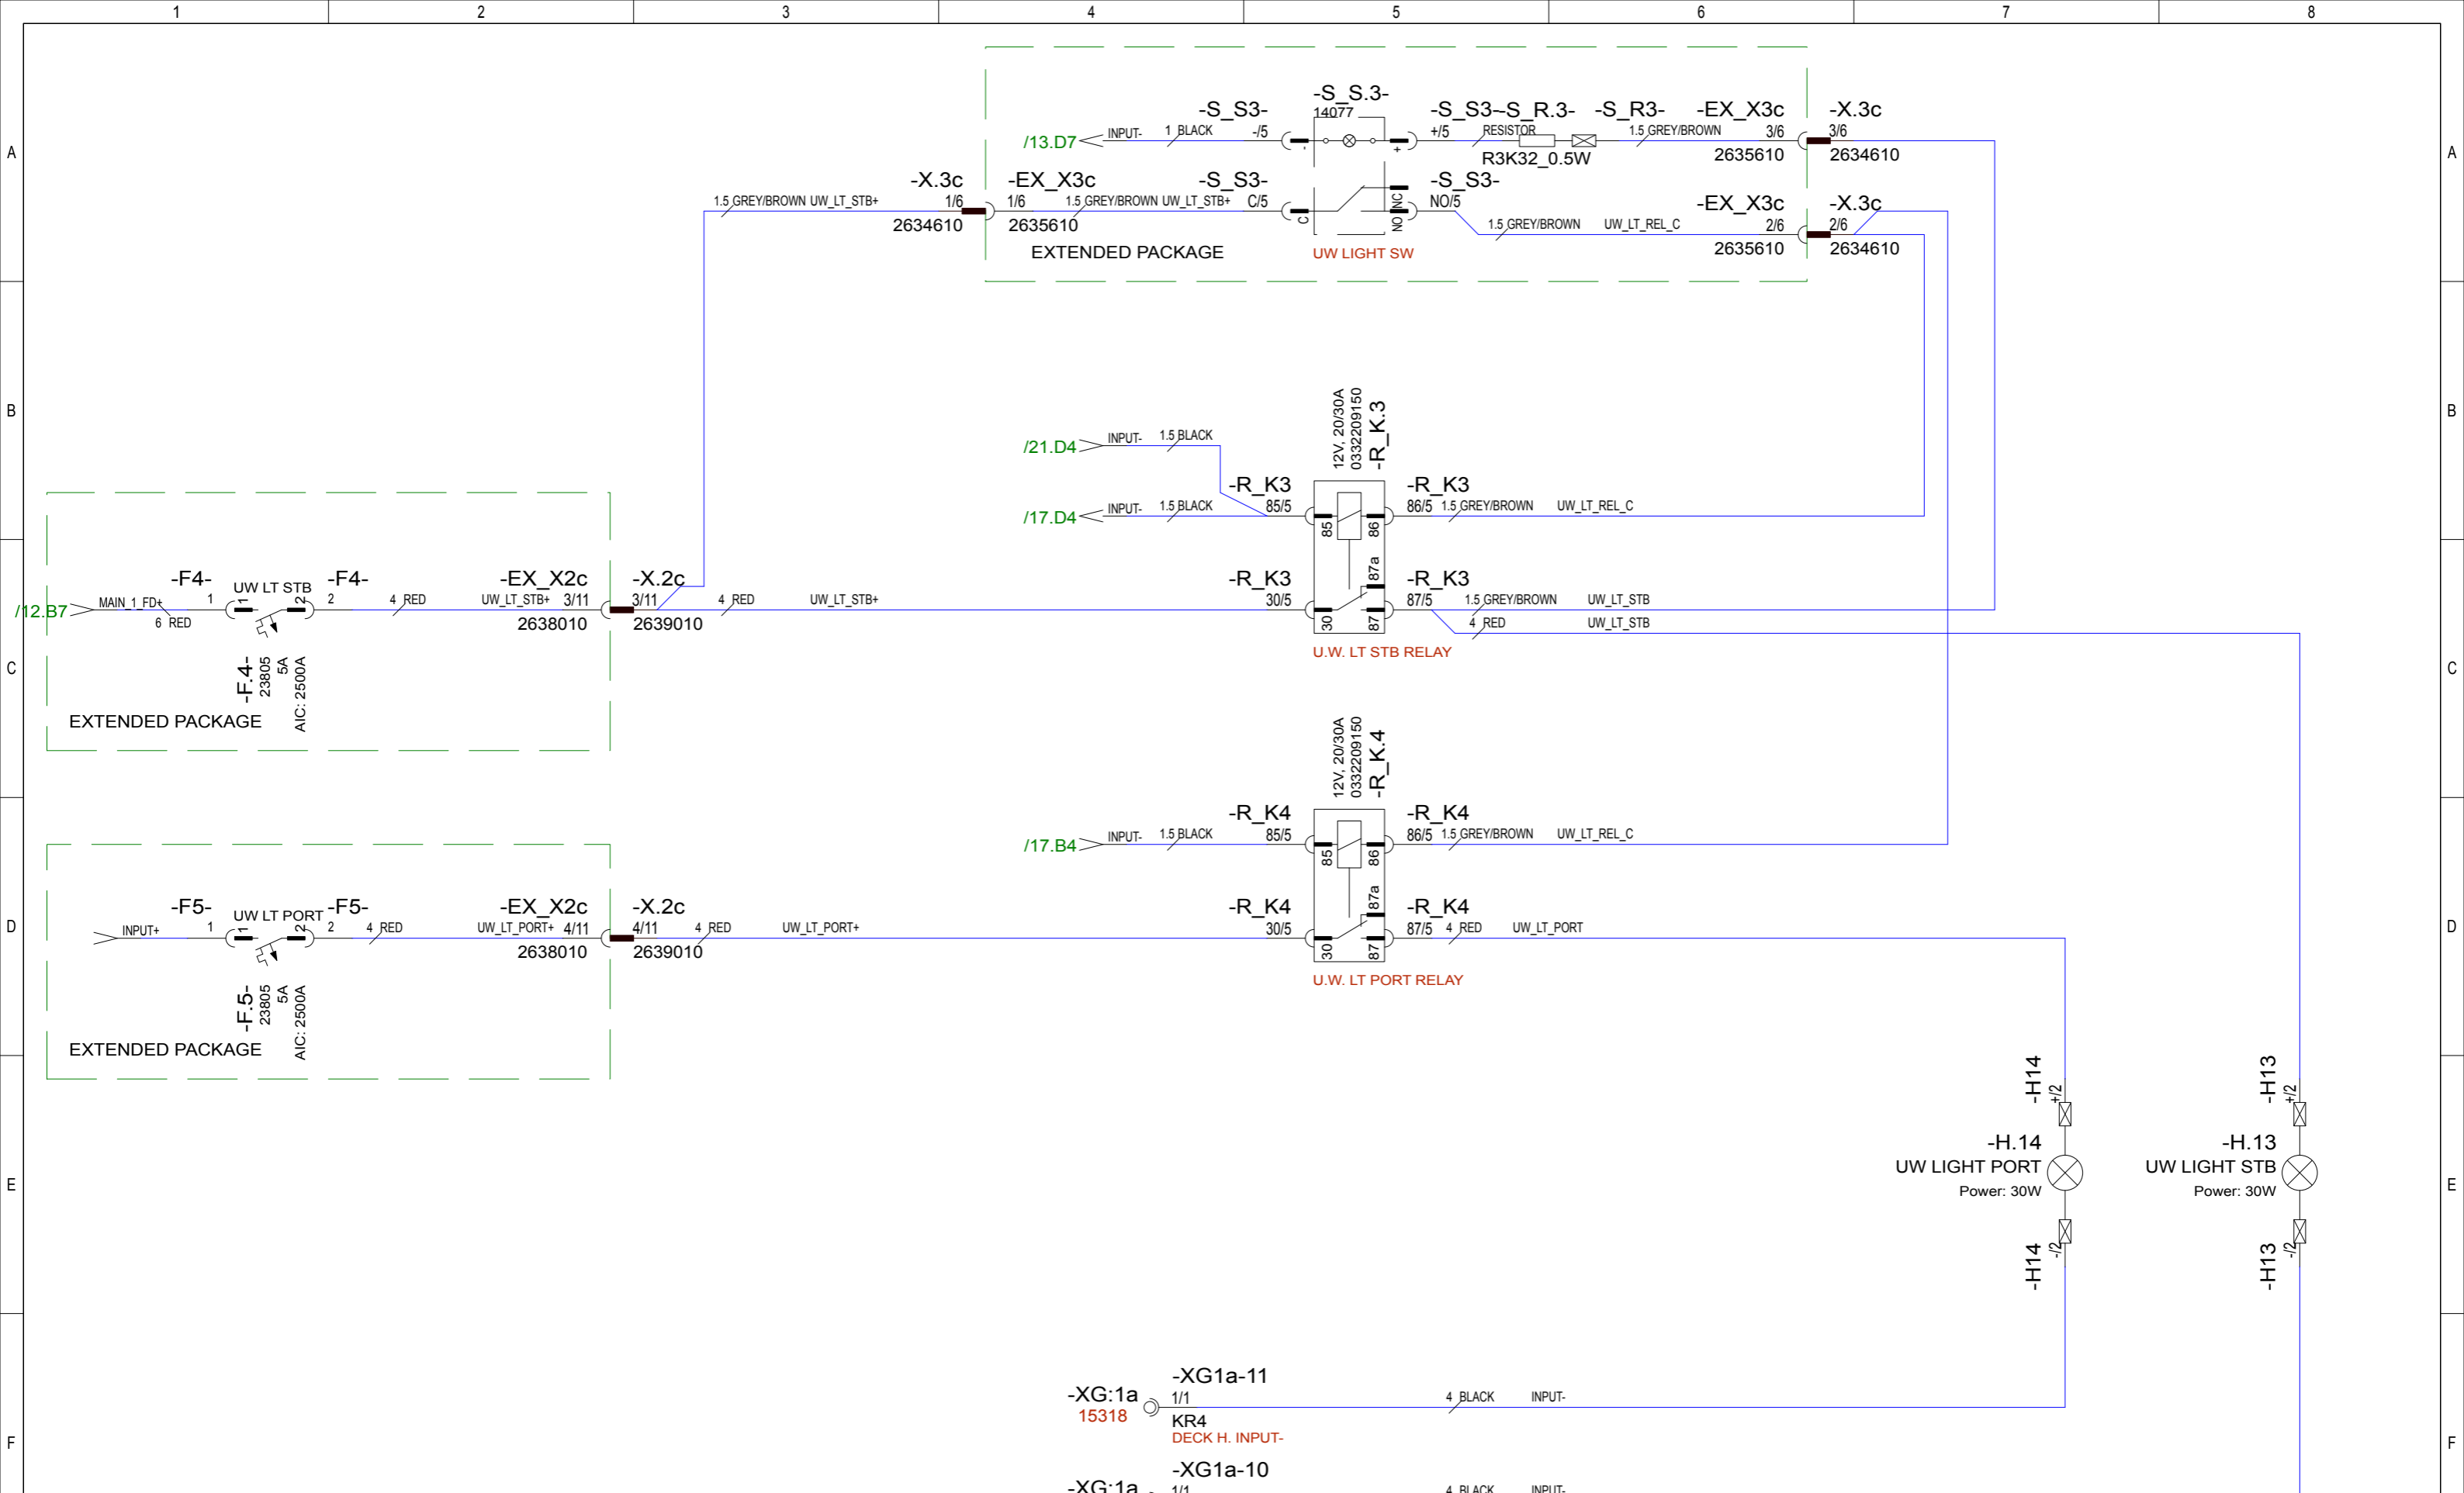 1 2 3 4 5 6 7 8
A A
B B
C C
D D
E E
F F
-S_S.3-
14077
-S_S3-
-S_S3-
-S_R.3-
-S_R3-
-EX_X3c
-X.3c
/13.D7
INPUT-
1 BLACK
-/5
-
+
+/5
RESISTOR
R3K32_0.5W
1.5 GREY/BROWN
3/6
3/6
2635610
2634610
-X.3c
-EX_X3c
-S_S3-
-S_S3-
-EX_X3c
-X.3c
1.5 GREY/BROWN UW_LT_STB+
1/6
1/6
1.5 GREY/BROWN UW_LT_STB+
C/5
C
NO
NC
NO/5
1.5 GREY/BROWN
UW_LT_REL_C
2/6
2/6
2634610
2635610
2635610
2634610
EXTENDED PACKAGE
UW LIGHT SW
12V, 20/30A
0332209150
-R_K.3
/21.D4
INPUT-
1.5 BLACK
/17.D4
INPUT-
1.5 BLACK
-R_K3
85/5
85
86
-R_K3
86/5
1.5 GREY/BROWN
UW_LT_REL_C
-R_K3
30/5
30
87a
87
-R_K3
87/5
1.5 GREY/BROWN
UW_LT_STB
4 RED
UW_LT_STB
U.W. LT STB RELAY
/12.B7
MAIN_1_FD+
6 RED
-F4-
1
UW LT STB
1
2
-F4-
2
4 RED
-EX_X2c
UW_LT_STB+
3/11
2638010
-X.2c
3/11
2639010
4 RED
UW_LT_STB+
-F.4-
23805
5A
AIC: 2500A
EXTENDED PACKAGE
12V, 20/30A
0332209150
-R_K.4
/17.B4
INPUT-
1.5 BLACK
-R_K4
85/5
85
86
-R_K4
86/5
1.5 GREY/BROWN
UW_LT_REL_C
-R_K4
30/5
30
87a
87
-R_K4
87/5
4 RED
UW_LT_PORT
U.W. LT PORT RELAY
INPUT+
-F5-
1
UW LT PORT
1
2
-F5-
2
4 RED
-EX_X2c
UW_LT_PORT+
4/11
2638010
-X.2c
4/11
2639010
4 RED
UW_LT_PORT+
-F.5-
23805
5A
AIC: 2500A
EXTENDED PACKAGE
-H14
+/2
-H.14
UW LIGHT PORT
Power: 30W
-H14
-/2
-H13
+/2
-H.13
UW LIGHT STB
Power: 30W
-H13
-/2
-XG1a-11
-XG:1a
1/1
15318
KR4
DECK H. INPUT-
4 BLACK
INPUT-
-XG1a-10
-XG:1a
1/1
4 BLACK
INPUT-